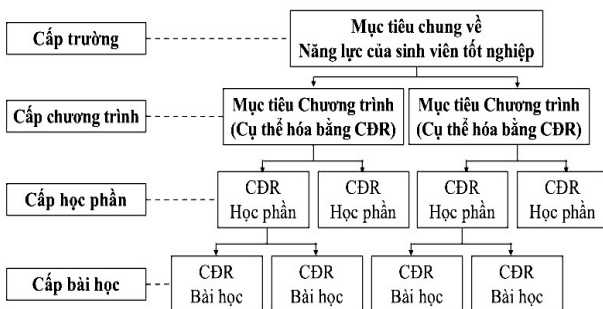 Cấp trường
Mục tiêu chung về
Năng lực của sinh viên tốt nghiệp
Cấp chương trình
Mục tiêu Chương trình
(Cụ thể hóa bằng CĐR)
Mục tiêu Chương trình
(Cụ thể hóa bằng CĐR)
Cấp học phần
CĐR
Học phần
CĐR
Học phần
CĐR
Học phần
CĐR
Học phần
Cấp bài học
CĐR
Bài học
CĐR
Bài học
CĐR
Bài học
CĐR
Bài học